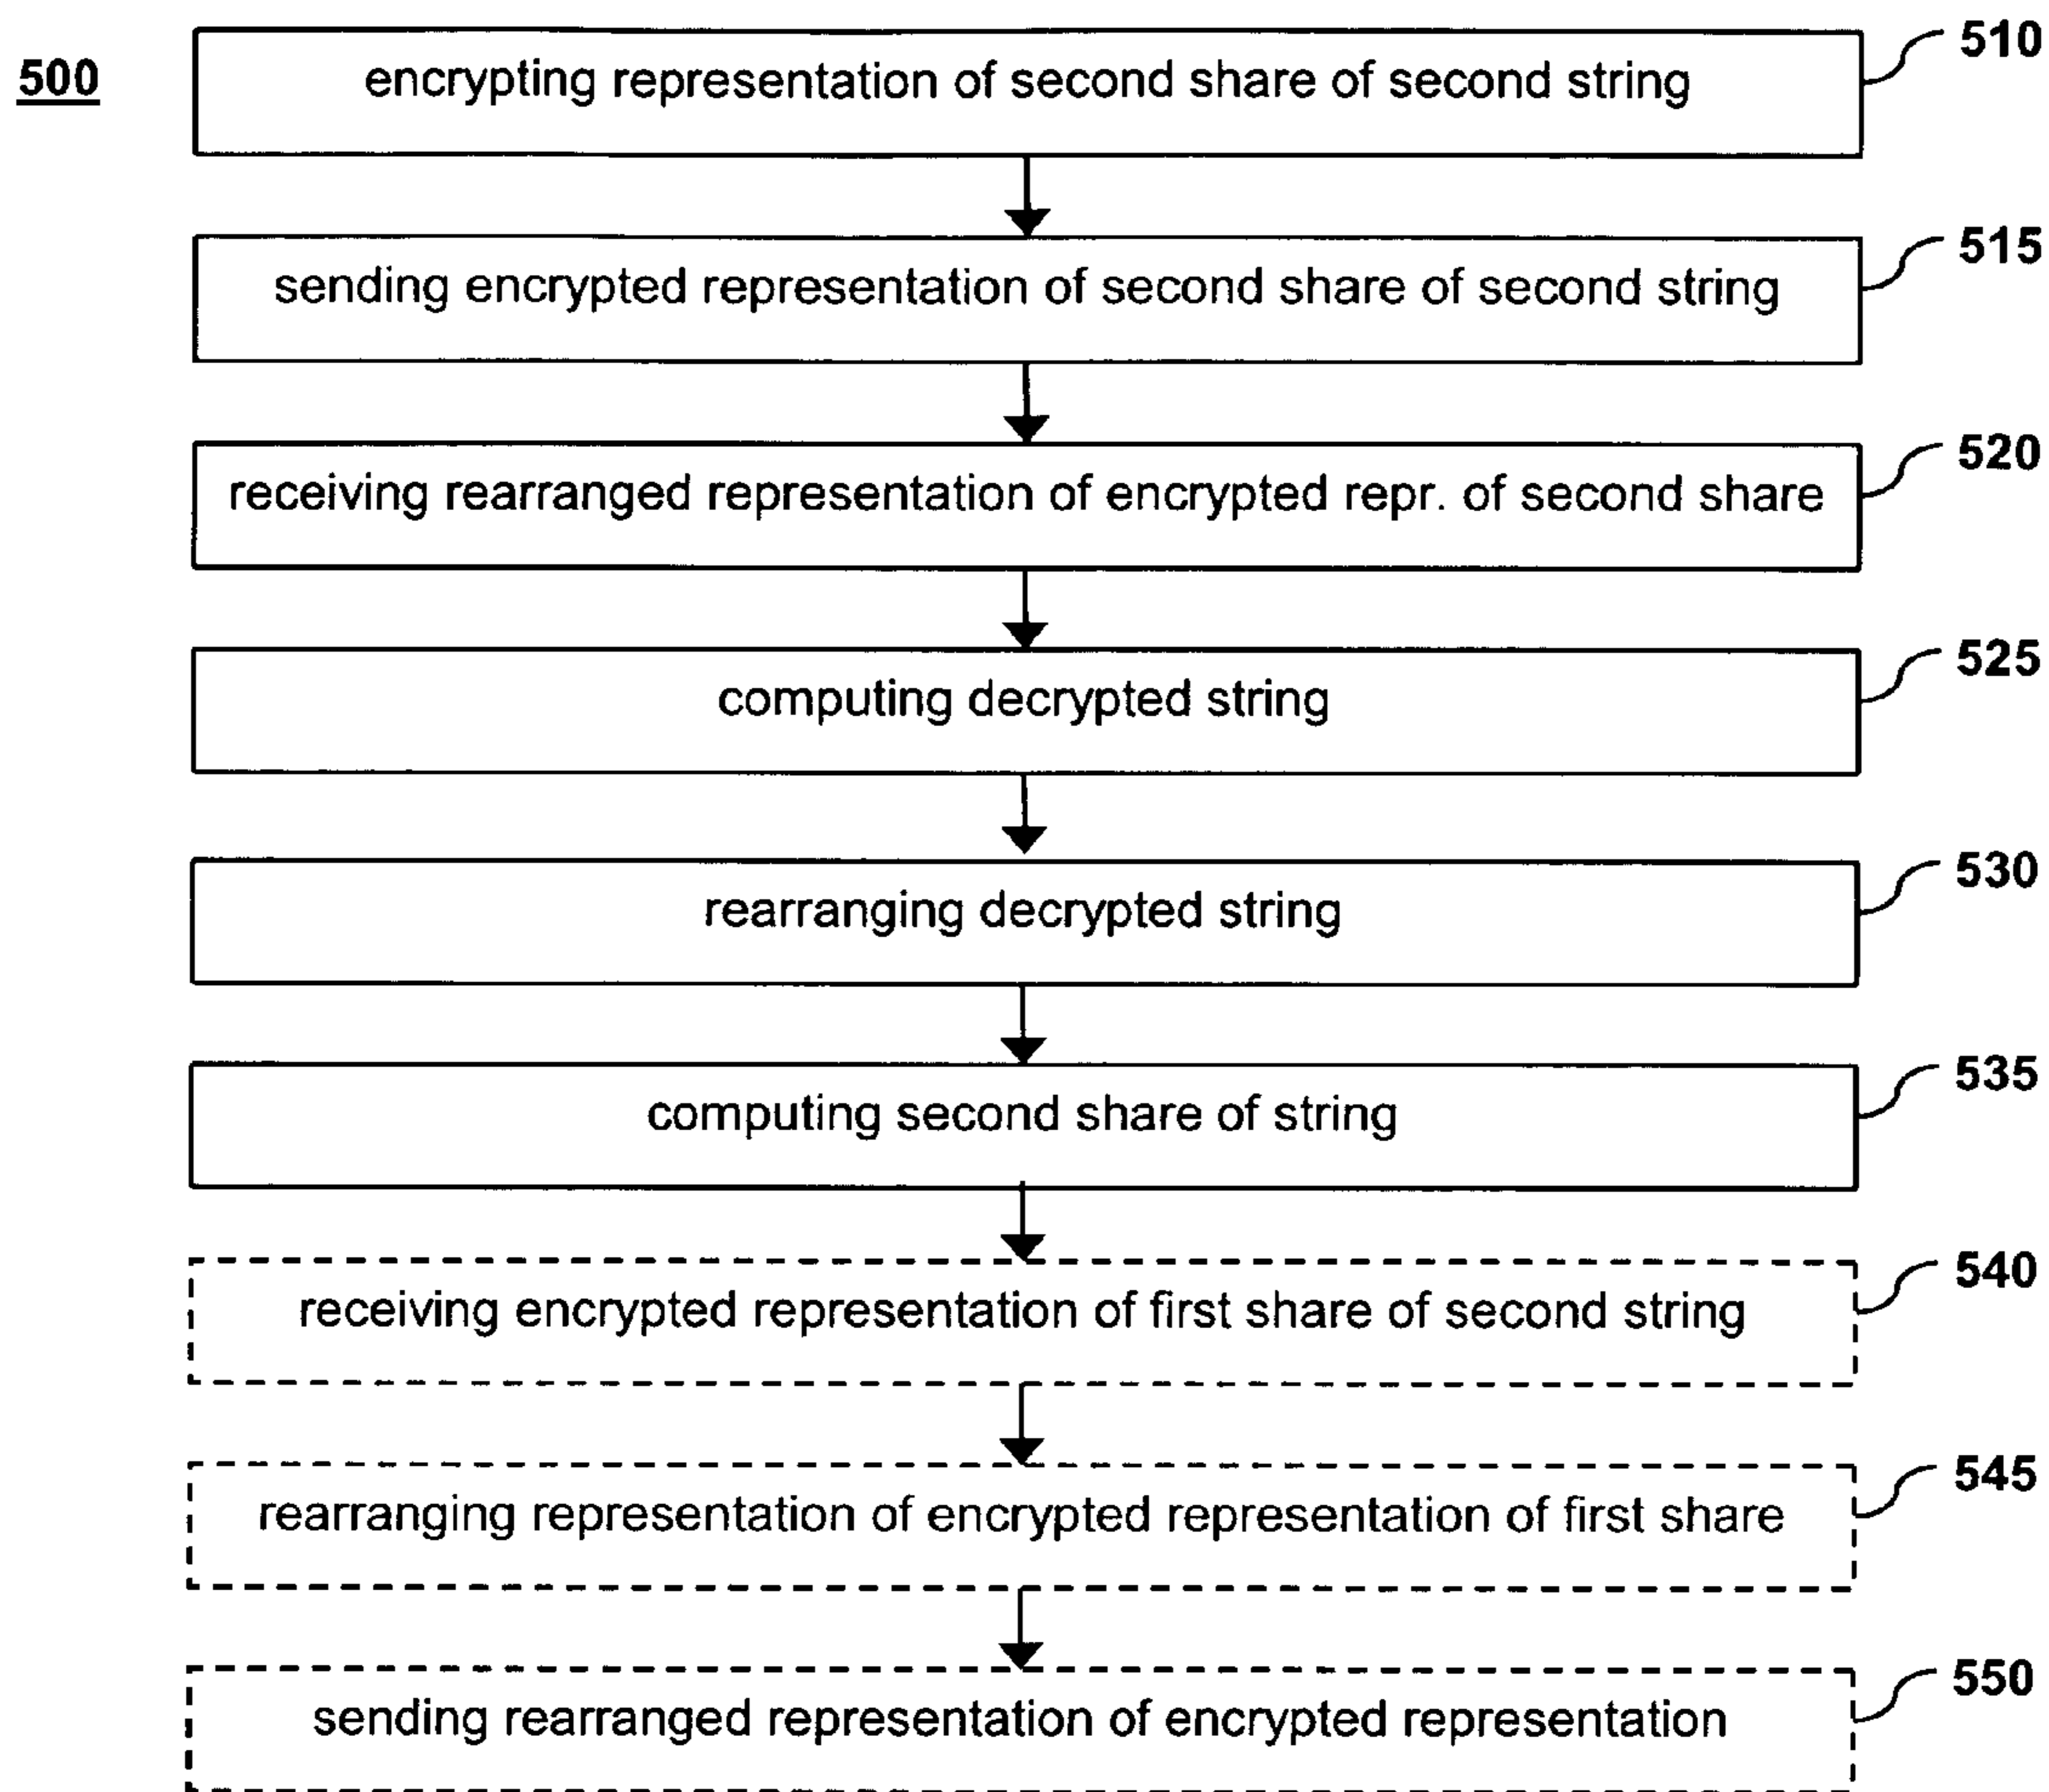 500
encrypting representation of second share of second string
510
sending encrypted representation of second share of second string
515
receiving rearranged representation of encrypted repr. of second share
520
computing decrypted string
525
rearranging decrypted string
530
computing second share of string
535
receiving encrypted representation of first share of second string
540
rearranging representation of encrypted representation of first share
545
sending rearranged representation of encrypted representation
550